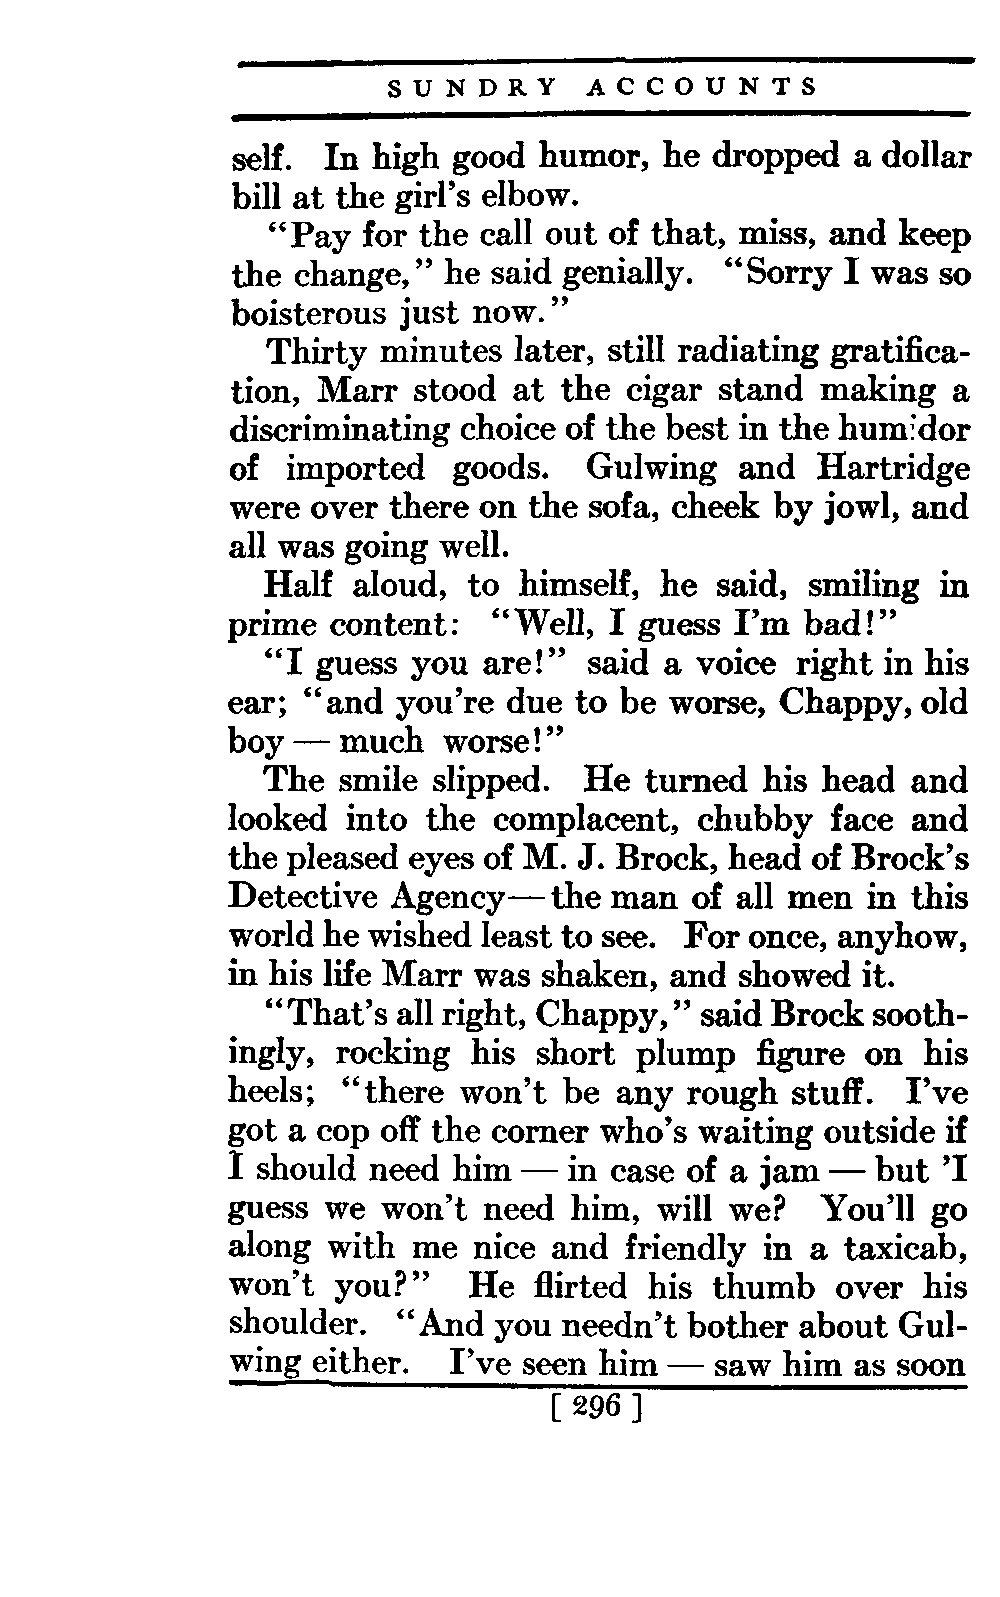 SUNDRY ACCOUNTS
self. In high good humor, he dropped a dollar
bill at the girl's elbow.
"Pay for the call out of that, miss, and keep
the change," he said genially. "Sorry I was so
boisterous just now."
Thirty minutes later, still radiating gratifica-
tion, Marr stood at the cigar stand making a
discriminating choice of the best in the humidor
of imported goods. Gulwing and Hartridge
were over there on the sofa, cheek by jowl, and
all was going well.
Half aloud, to himself, he said, smiling in
prime content: "Well, I guess I'm bad!"
"I guess you are!" said a voice right in his
ear; "and you're due to be worse, Chappy, old
boy — much worse!"
The smile slipped. He turned his head and
looked into the complacent, chubby face and
the pleased eyes of M. J. Brock, head of Brock's
Detective Agency—the man of all men in this
world he wished least to see. For once, anyhow,
in his life Marr was shaken, and showed it.
"That's all right, Chappy," said Brock sooth-
ingly, rocking his short plump figure on his
heels; "there won't be any rough stuff. I've
got a cop off the corner who's waiting outside if
I should need him — in case of a jam — but 'I
guess we won't need him, will we? You'll go
along with me nice and friendly in a taxicab,
won't you?" He flirted his thumb over his
shoulder. "And you needn't bother about Gul-
wing either. I've seen him — saw him as soon
[ 296 ]